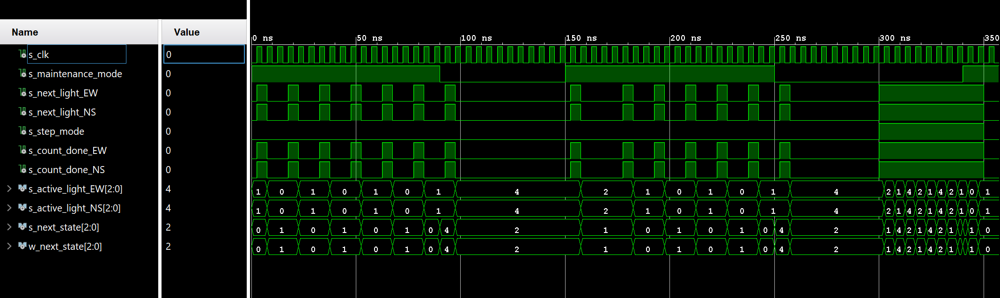 Name Value
0 ns 50 ns 100 ns 150 ns 200 ns 250 ns 300 ns 350
s_clk 0
s_maintenance_mode 0
s_next_light_EW 0
s_next_light_NS 0
s_step_mode 0
s_count_done_EW 0
s_count_done_NS 0
s_active_light_EW[2:0] 4 1 0 1 0 1 0 1 4 2 1 0 1 0 1 4 2 1 4 2 1 4 2 1 0 1
s_active_light_NS[2:0] 4 1 0 1 0 1 0 1 4 2 1 0 1 0 1 4 2 1 4 2 1 4 2 1 0 1
s_next_state[2:0] 2 0 1 0 1 0 1 0 4 2 1 0 1 0 1 0 4 2 1 4 2 1 4 2 1 1 0
w_next_state[2:0] 2 0 1 0 1 0 1 0 4 2 1 0 1 0 1 0 4 2 1 4 2 1 4 2 1 1 0